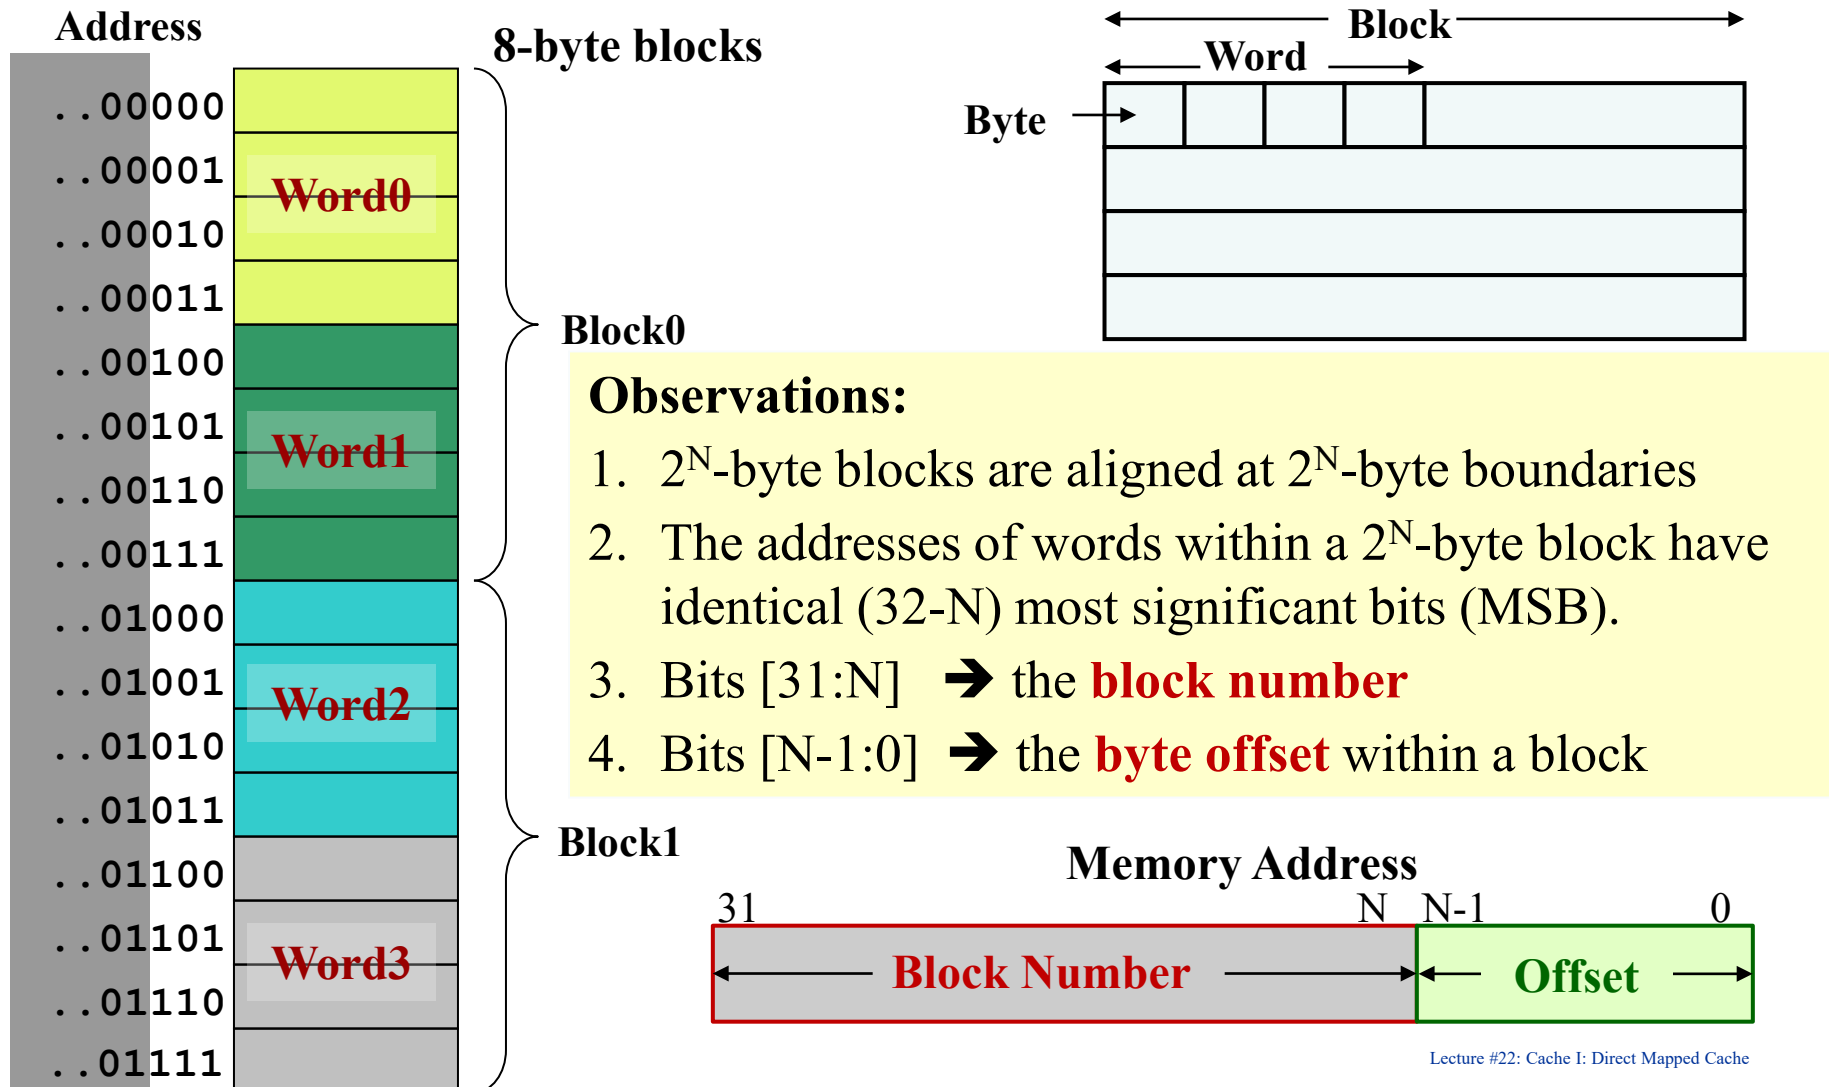 Address
8-byte blocks
..00000
..00001
..00010
..00011
..00100
..00101
..00110
..00111
..01000
..01001
..01010
..01011
..01100
..01101
..01110
..01111
Word0
Word1
Word2
Word3
Block0
Block1
Block
Word
Byte
Observations:
1. 2^N-byte blocks are aligned at 2^N-byte boundaries
2. The addresses of words within a 2^N-byte block have
identical (32-N) most significant bits (MSB).
3. Bits [31:N] ➔ the block number
4. Bits [N-1:0] ➔ the byte offset within a block
Memory Address
31 N N-1 0
Block Number Offset
Lecture #22: Cache I: Direct Mapped Cache